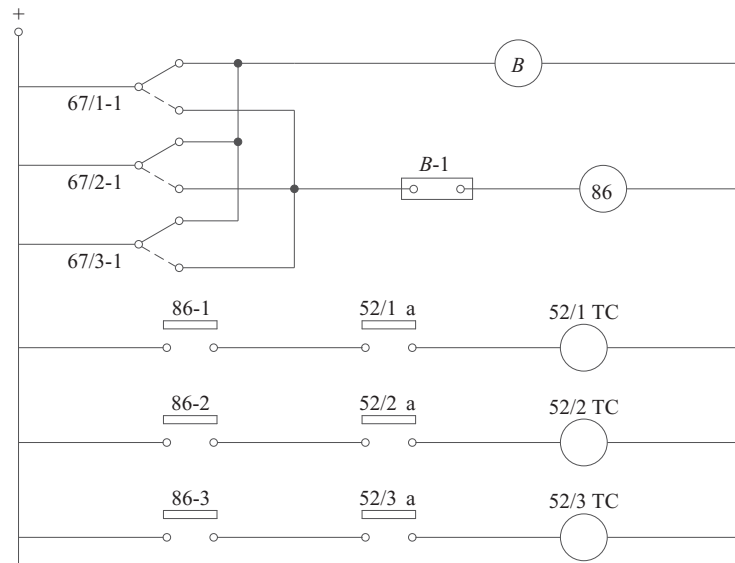 +
B
67/1-1
B-1
67/2-1
86
67/3-1
86-1 52/1 a 52/1 TC
86-2 52/2 a 52/2 TC
86-3 52/3 a 52/3 TC